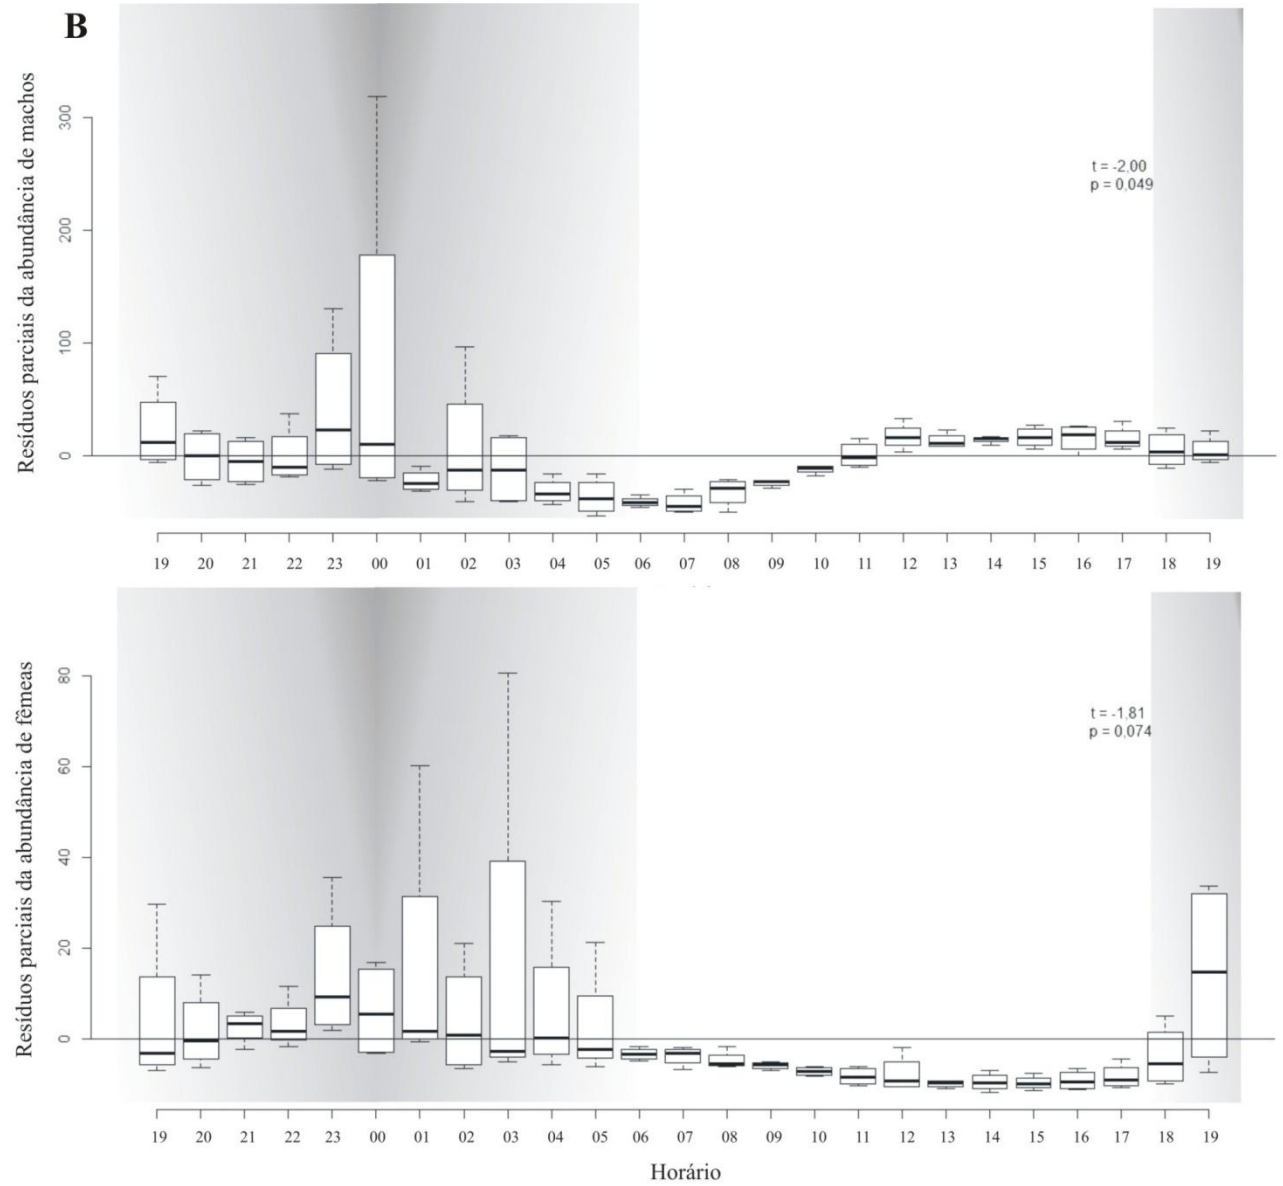 B
Resíduos parciais da abundância de machos
300
200
100
0
t = -2,00
p = 0,049
19 20 21 22 23 00 01 02 03 04 05 06 07 08 09 10 11 12 13 14 15 16 17 18 19
Resíduos parciais da abundância de fêmeas
80
60
40
20
0
t = -1,81
p = 0,074
19 20 21 22 23 00 01 02 03 04 05 06 07 08 09 10 11 12 13 14 15 16 17 18 19
Horário